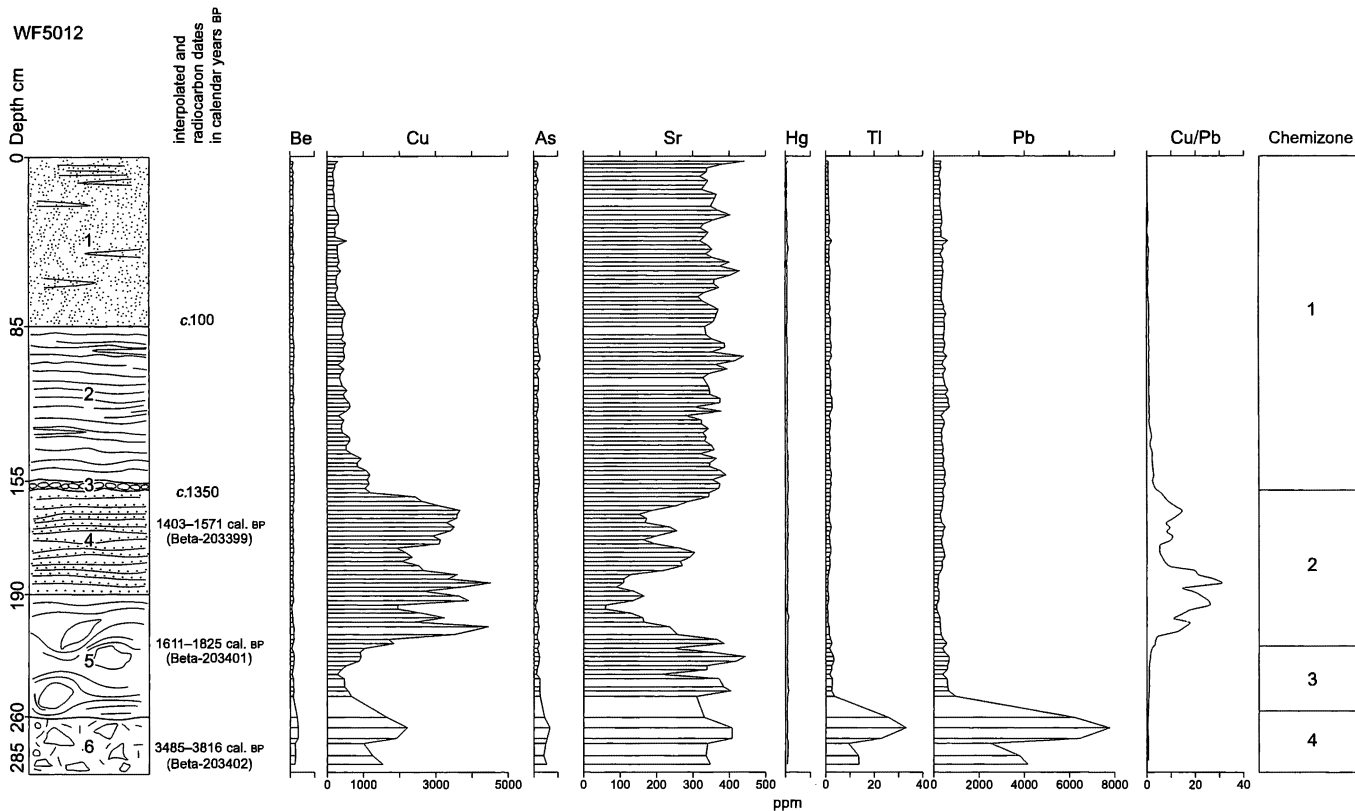 WF5012
Depth cm
interpolated and
radiocarbon dates
in calendar years BP
Be
Cu
As
Sr
Hg
Tl
Pb
Cu/Pb
Chemizone
0
85
155
190
260
285
1
2
3
4
5
6
c.100
c.1350
1403–1571 cal. BP
(Beta-203399)
1611–1825 cal. BP
(Beta-203401)
3485–3816 cal. BP
(Beta-203402)
1
2
3
4
0 1000 3000 5000
0 100 200 300 400 500
0 20 40
0 2000 4000 6000 8000
0 20 40
ppm